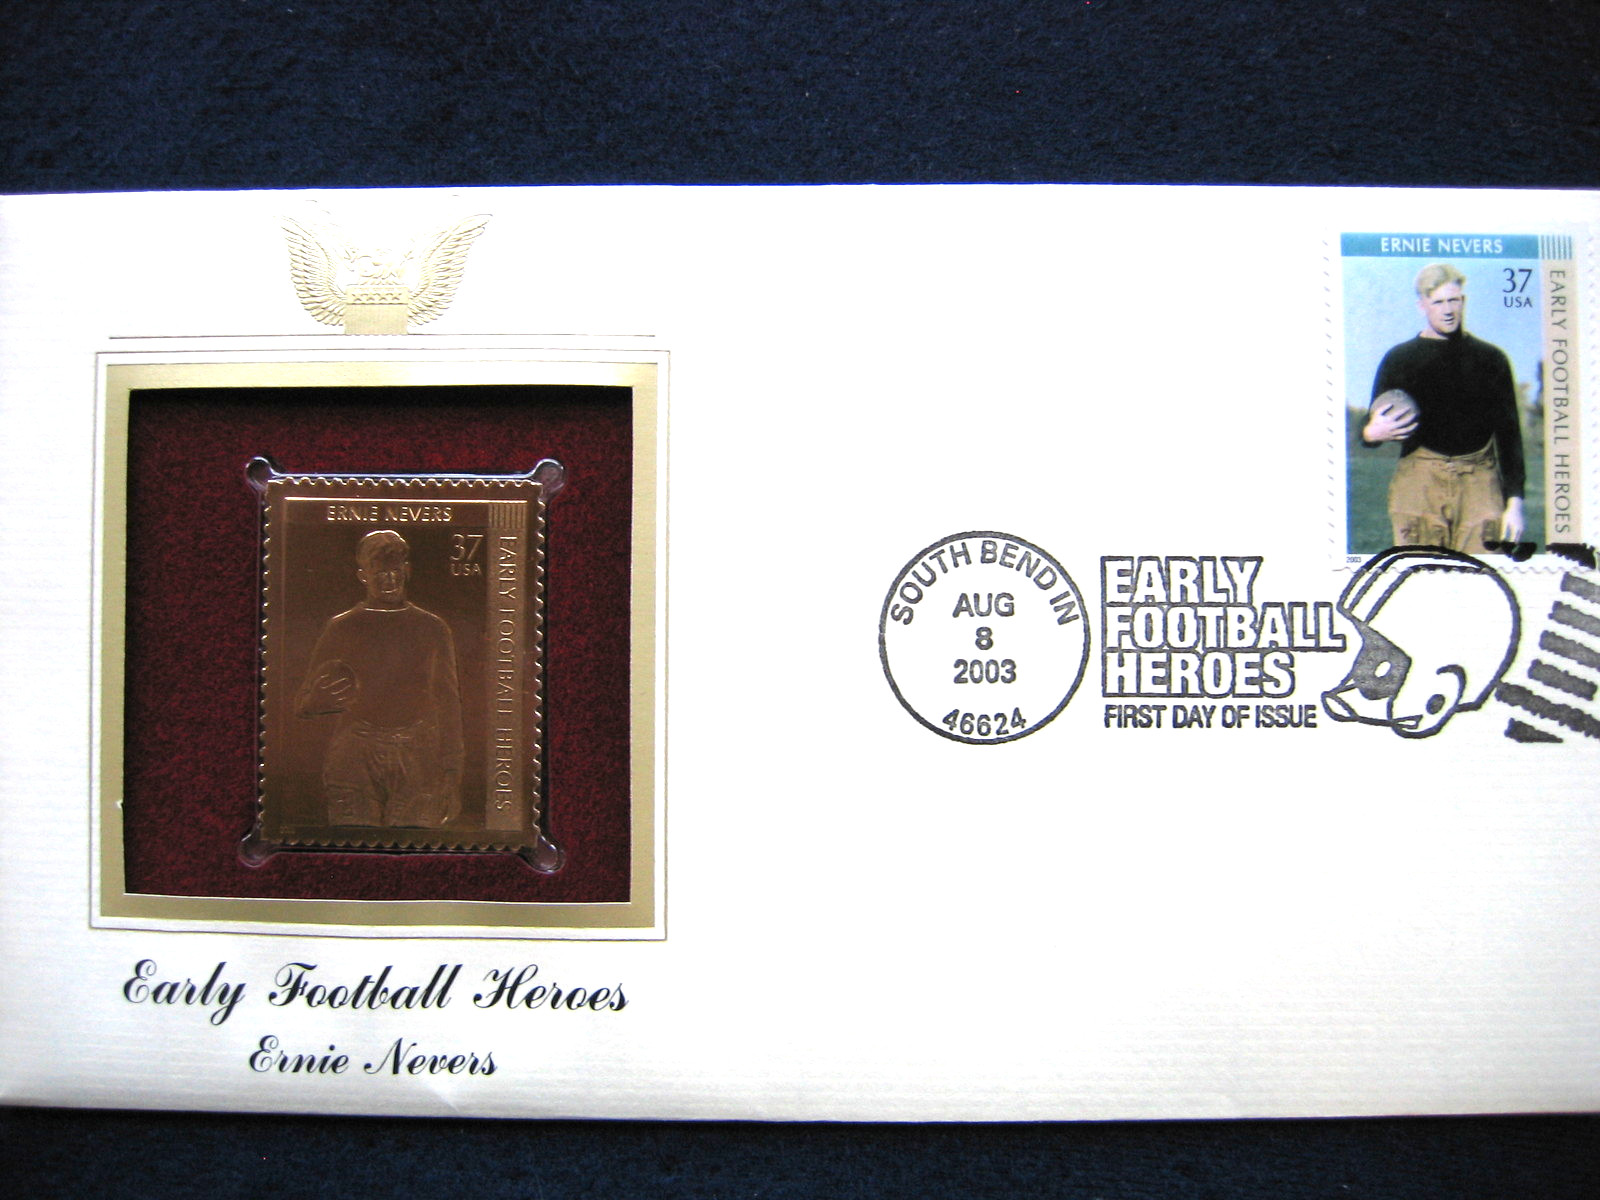 ERNIE NEVERS
37
USA
EARLY FOOTBALL HEROES
Early Football Heroes
Ernie Nevers
ERNIE NEVERS
37
USA
EARLY FOOTBALL HEROES
2003
SOUTH BEND IN
AUG
8
2003
46624
EARLY
FOOTBALL
HEROES
FIRST DAY OF ISSUE